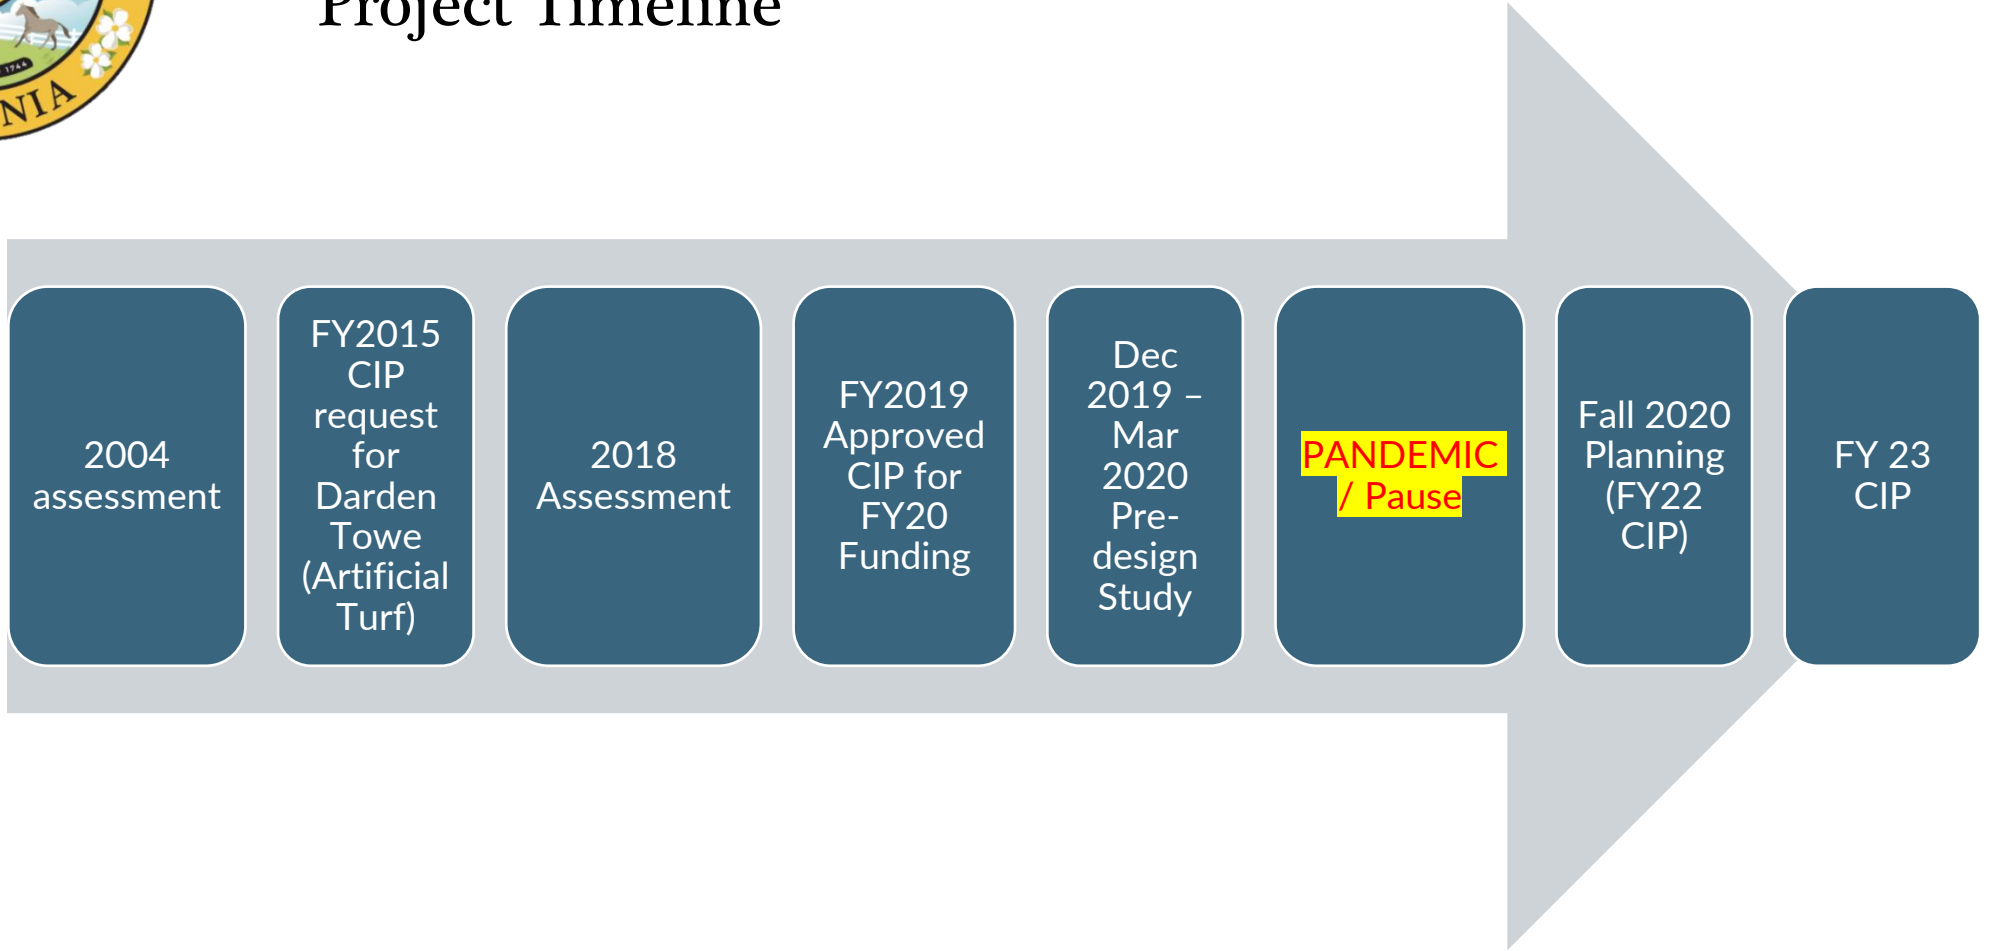 Project Timeline
1744
NIA
2004
assessment
FY2015
CIP
request
for
Darden
Towe
(Artificial
Turf)
2018
Assessment
FY2019
Approved
CIP for
FY20
Funding
Dec
2019 –
Mar
2020
Pre-
design
Study
PANDEMIC
/ Pause
Fall 2020
Planning
(FY22
CIP)
FY 23
CIP